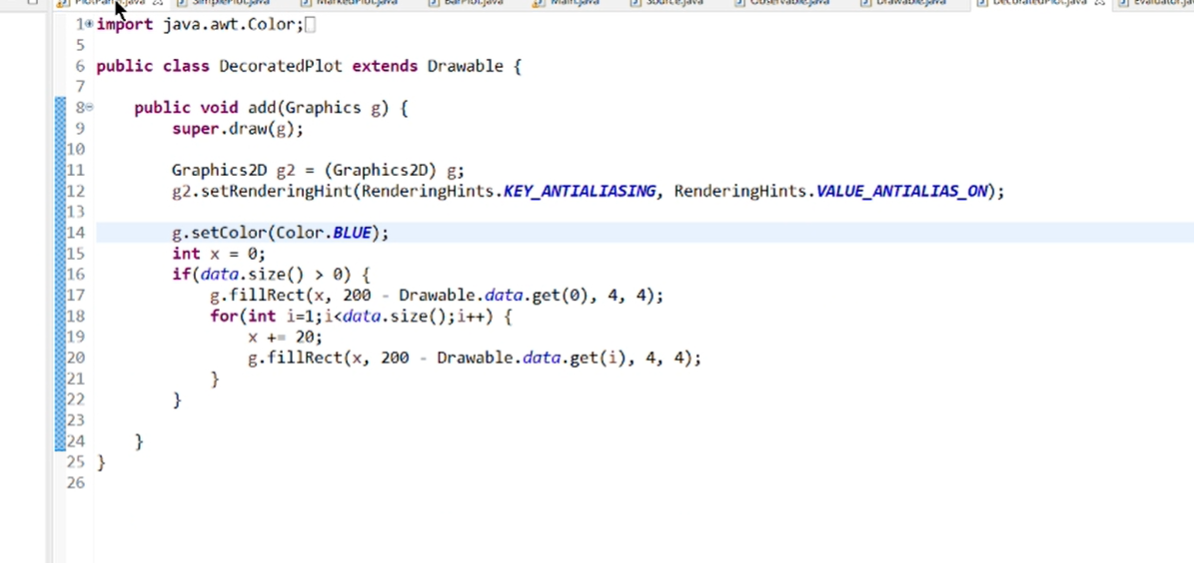 PlotPanel.java SimplePlot.java MarkedPlot.java BarPlot.java Main.java Source.java Observable.java Drawable.java DecoratedPlot.java Evaluator.ja
1 import java.awt.Color;
5
6 public class DecoratedPlot extends Drawable {
7
8 public void add(Graphics g) {
9 super.draw(g);
10
11 Graphics2D g2 = (Graphics2D) g;
12 g2.setRenderingHint(RenderingHints.KEY_ANTIALIASING, RenderingHints.VALUE_ANTIALIAS_ON);
13
14 g.setColor(Color.BLUE);
15 int x = 0;
16 if(data.size() > 0) {
17 g.fillRect(x, 200 - Drawable.data.get(0), 4, 4);
18 for(int i=1;i<data.size();i++) {
19 x += 20;
20 g.fillRect(x, 200 - Drawable.data.get(i), 4, 4);
21 }
22 }
23
24 }
25 }
26